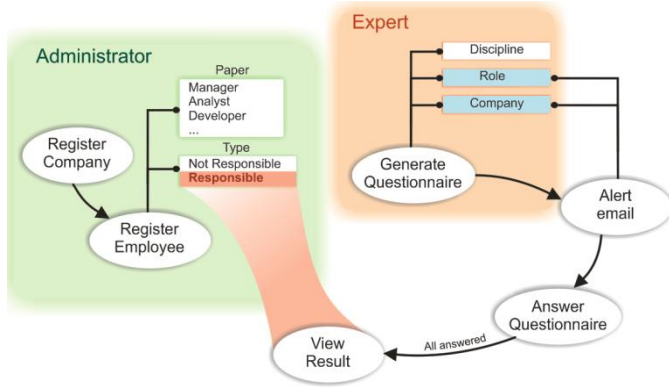 Administrator
Paper
Manager
Analyst
Developer
...
Type
Not Responsible
Responsible
Register
Company
Register
Employee
Expert
Discipline
Role
Company
Generate
Questionnaire
Alert
email
Answer
Questionnaire
All answered
View
Result